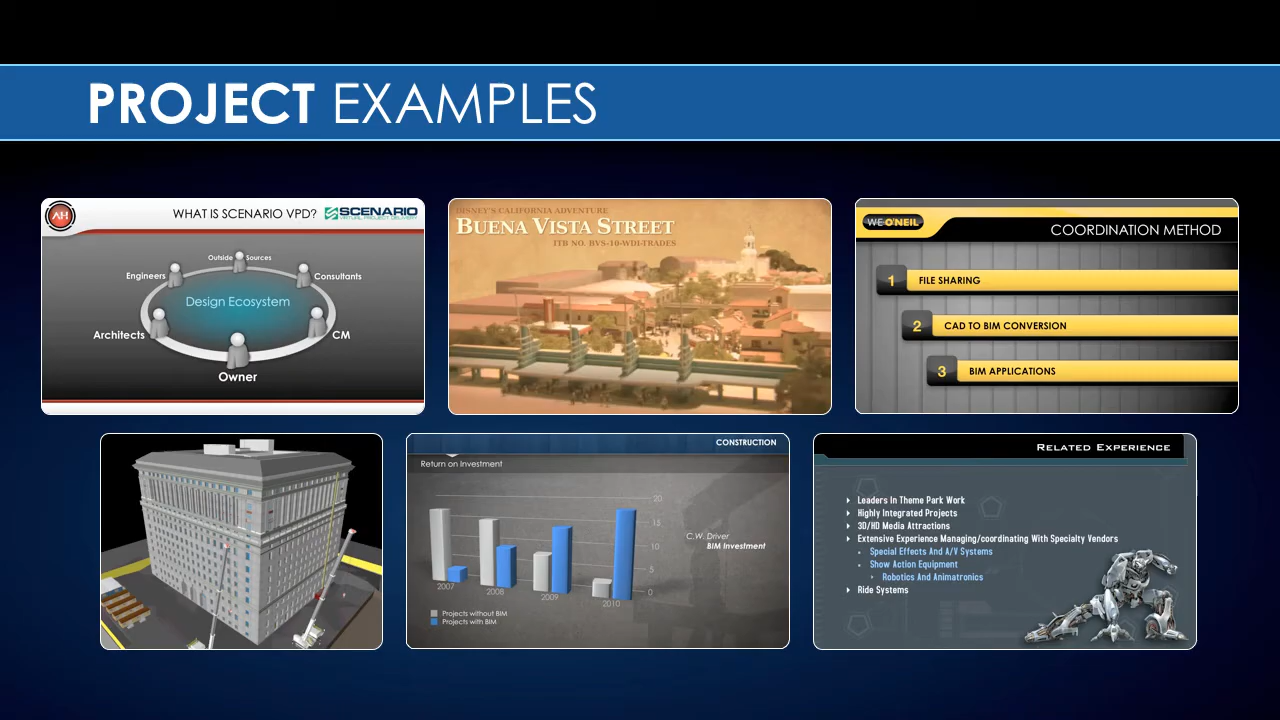 PROJECT EXAMPLES
AH
WHAT IS SCENARIO VPD?
SCENARIO
VIRTUAL PROJECT DELIVERY
Outside Sources
Engineers
Consultants
Design Ecosystem
Architects
CM
Owner
DISNEY'S CALIFORNIA ADVENTURE
BUENA VISTA STREET
ITB NO. BVS-10-WDI-TRADES
WE O'NEIL
COORDINATION METHOD
1 FILE SHARING
2 CAD TO BIM CONVERSION
3 BIM APPLICATIONS
CONSTRUCTION
Return on Investment
20
15
10
5
0
2007
2008
2009
2010
C.W. Driver
BIM Investment
Projects without BIM
Projects with BIM
RELATED EXPERIENCE
Leaders In Theme Park Work
Highly Integrated Projects
3D/HD Media Attractions
Extensive Experience Managing/coordinating With Specialty Vendors
Special Effects And A/V Systems
Show Action Equipment
Robotics And Animatronics
Ride Systems